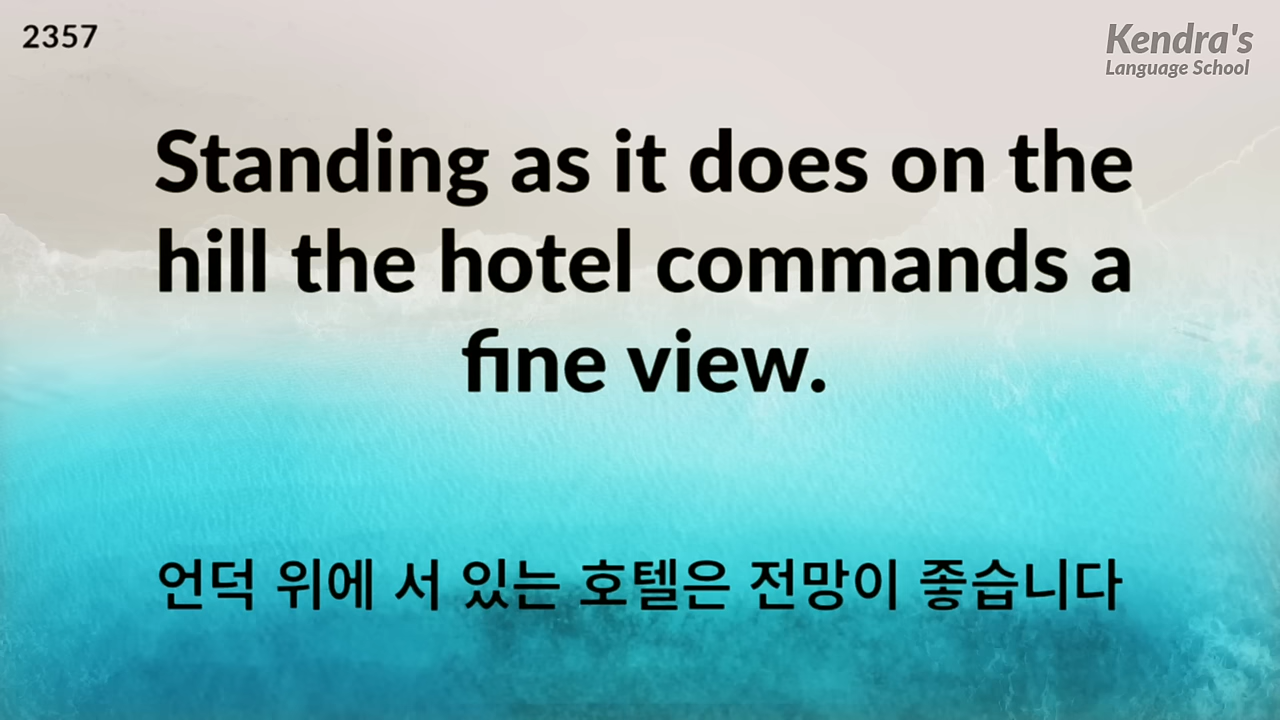 2357
Kendra's
Language School
Standing as it does on the
hill the hotel commands a
fine view.
언덕 위에 서 있는 호텔은 전망이 좋습니다